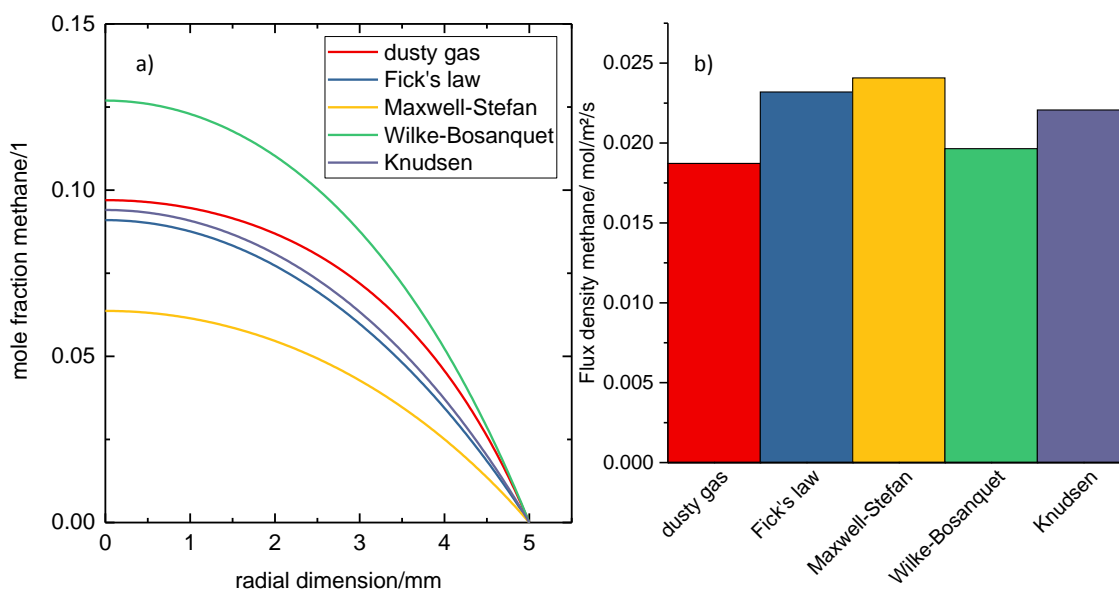 a)
0.15
0.10
0.05
0.00
mole fraction methane/1
dusty gas
Fick's law
Maxwell-Stefan
Wilke-Bosanquet
Knudsen
0 1 2 3 4 5
radial dimension/mm
b)
0.025
0.020
0.015
0.010
0.005
0.000
Flux density methane/ mol/m²/s
dusty gas
Fick's law
Maxwell-Stefan
Wilke-Bosanquet
Knudsen